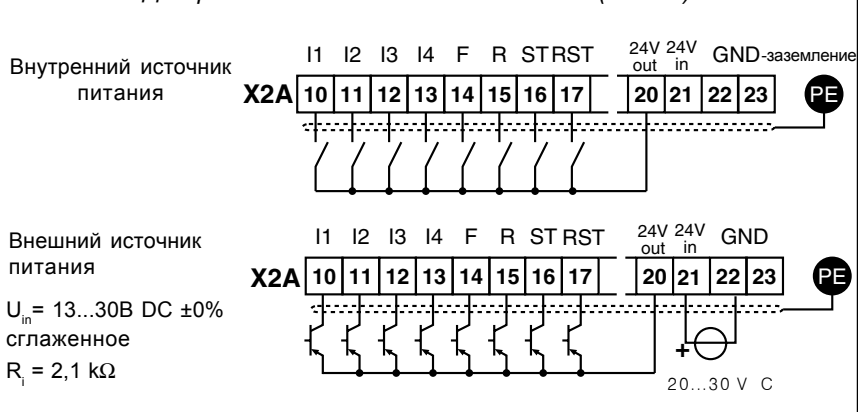 I1 I2 I3 I4 F R ST RST 24V out 24V in GND-заземление
Внутренний источник
питания
X2A 10 11 12 13 14 15 16 17 20 21 22 23 PE
I1 I2 I3 I4 F R ST RST 24V out 24V in GND
Внешний источник
питания
X2A 10 11 12 13 14 15 16 17 20 21 22 23 PE
Uin= 13...30В DC ±0%
сглаженное
Ri = 2,1 kΩ
+
20...30 V C